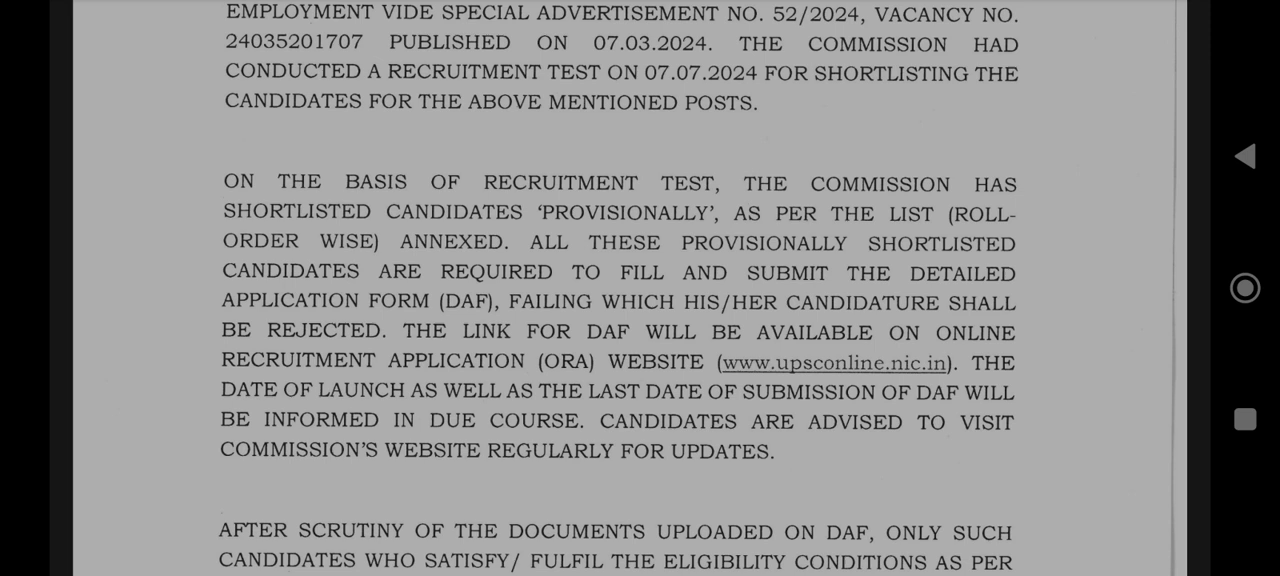 EMPLOYMENT VIDE SPECIAL ADVERTISEMENT NO. 52/2024, VACANCY NO.
24035201707 PUBLISHED ON 07.03.2024. THE COMMISSION HAD
CONDUCTED A RECRUITMENT TEST ON 07.07.2024 FOR SHORTLISTING THE
CANDIDATES FOR THE ABOVE MENTIONED POSTS.
ON THE BASIS OF RECRUITMENT TEST, THE COMMISSION HAS
SHORTLISTED CANDIDATES ‘PROVISIONALLY’, AS PER THE LIST (ROLL-
ORDER WISE) ANNEXED. ALL THESE PROVISIONALLY SHORTLISTED
CANDIDATES ARE REQUIRED TO FILL AND SUBMIT THE DETAILED
APPLICATION FORM (DAF), FAILING WHICH HIS/HER CANDIDATURE SHALL
BE REJECTED. THE LINK FOR DAF WILL BE AVAILABLE ON ONLINE
RECRUITMENT APPLICATION (ORA) WEBSITE (www.upsconline.nic.in). THE
DATE OF LAUNCH AS WELL AS THE LAST DATE OF SUBMISSION OF DAF WILL
BE INFORMED IN DUE COURSE. CANDIDATES ARE ADVISED TO VISIT
COMMISSION’S WEBSITE REGULARLY FOR UPDATES.
AFTER SCRUTINY OF THE DOCUMENTS UPLOADED ON DAF, ONLY SUCH
CANDIDATES WHO SATISFY/ FULFIL THE ELIGIBILITY CONDITIONS AS PER